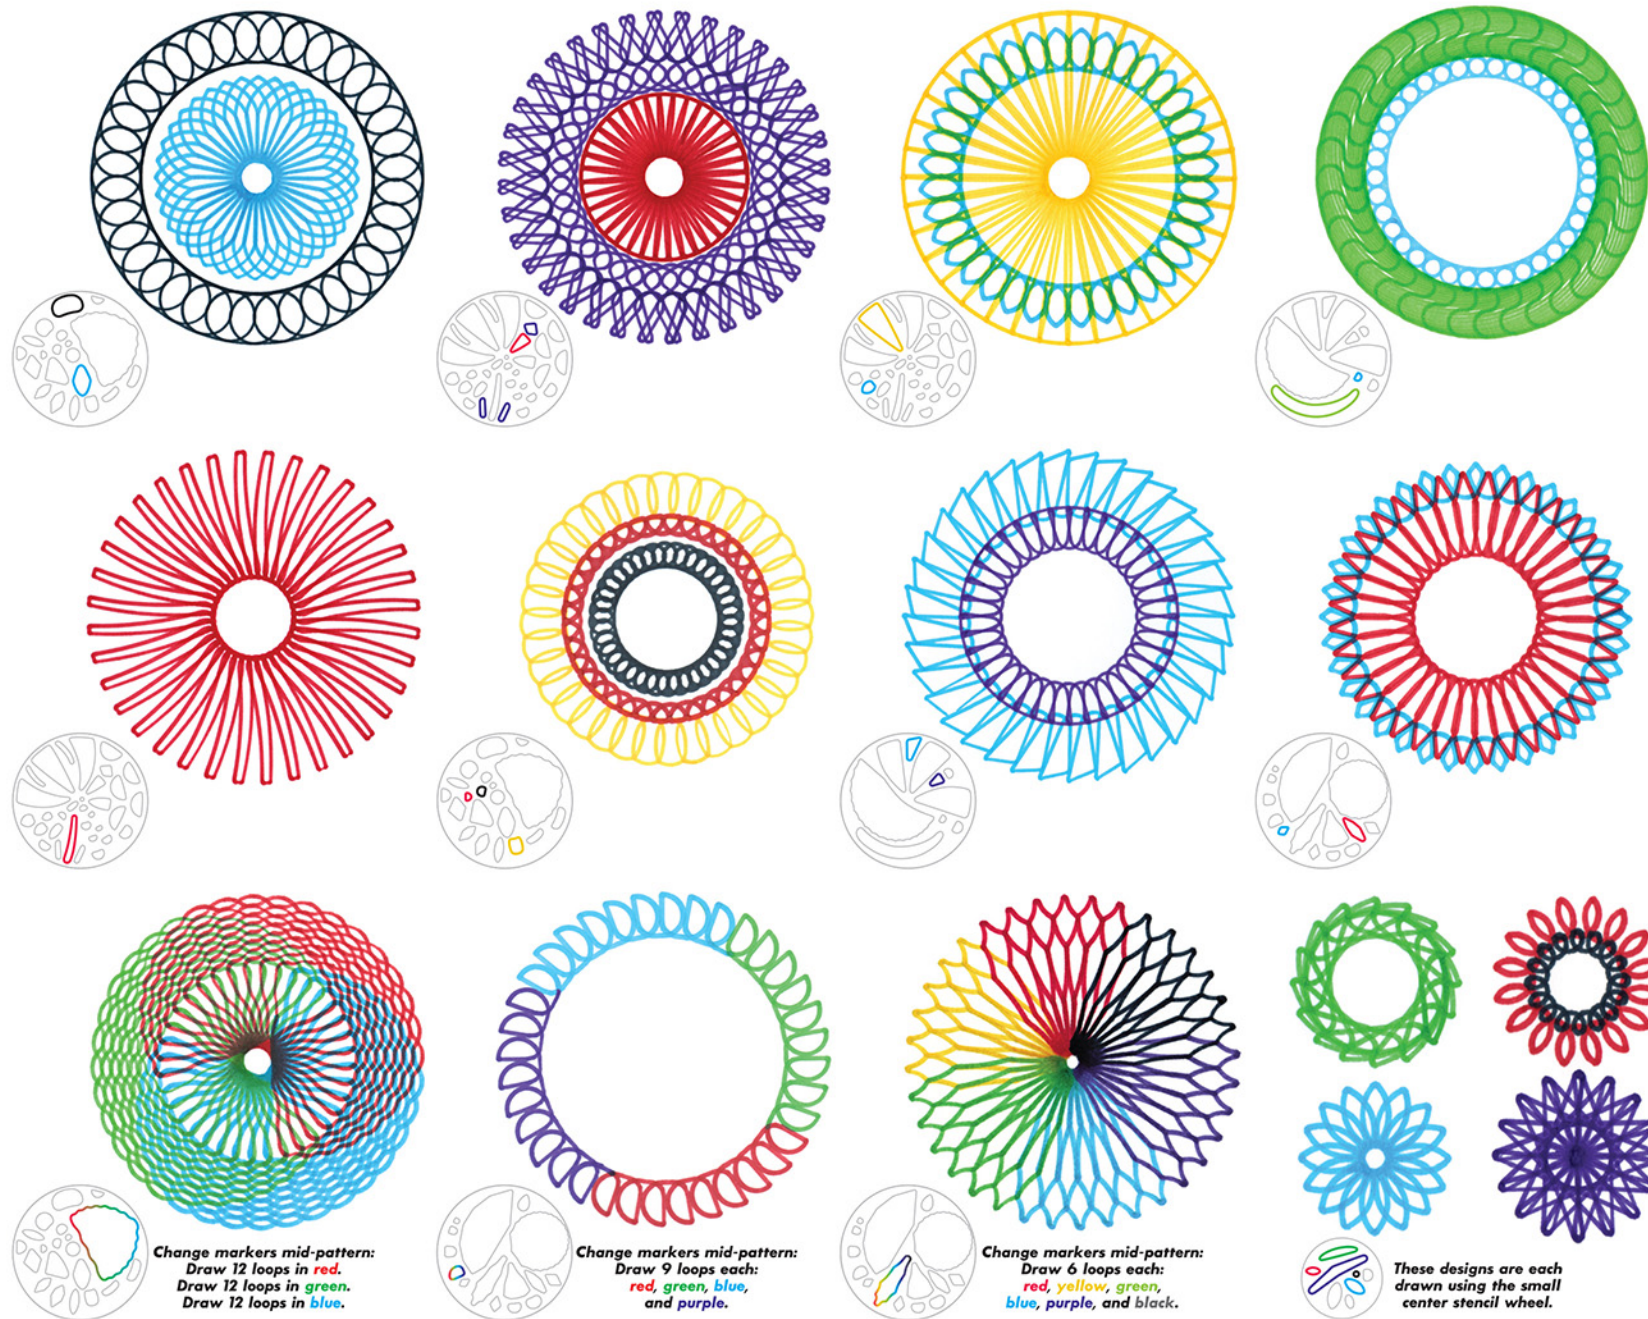 Change markers mid-pattern:
Draw 12 loops in red.
Draw 12 loops in green.
Draw 12 loops in blue.
Change markers mid-pattern:
Draw 9 loops each:
red, green, blue,
and purple.
Change markers mid-pattern:
Draw 6 loops each:
red, yellow, green,
blue, purple, and black.
These designs are each
drawn using the small
center stencil wheel.